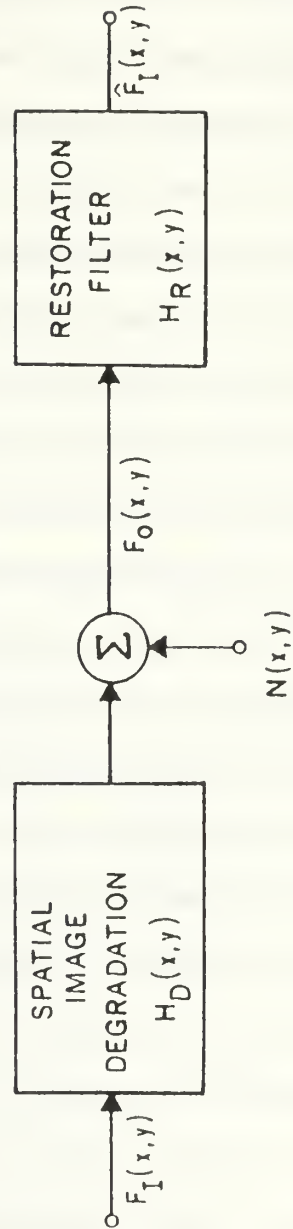 F_I(x,y)
SPATIAL
IMAGE
DEGRADATION
H_D(x,y)
Σ
N(x,y)
F_O(x,y)
RESTORATION
FILTER
H_R(x,y)
F̂_I(x,y)